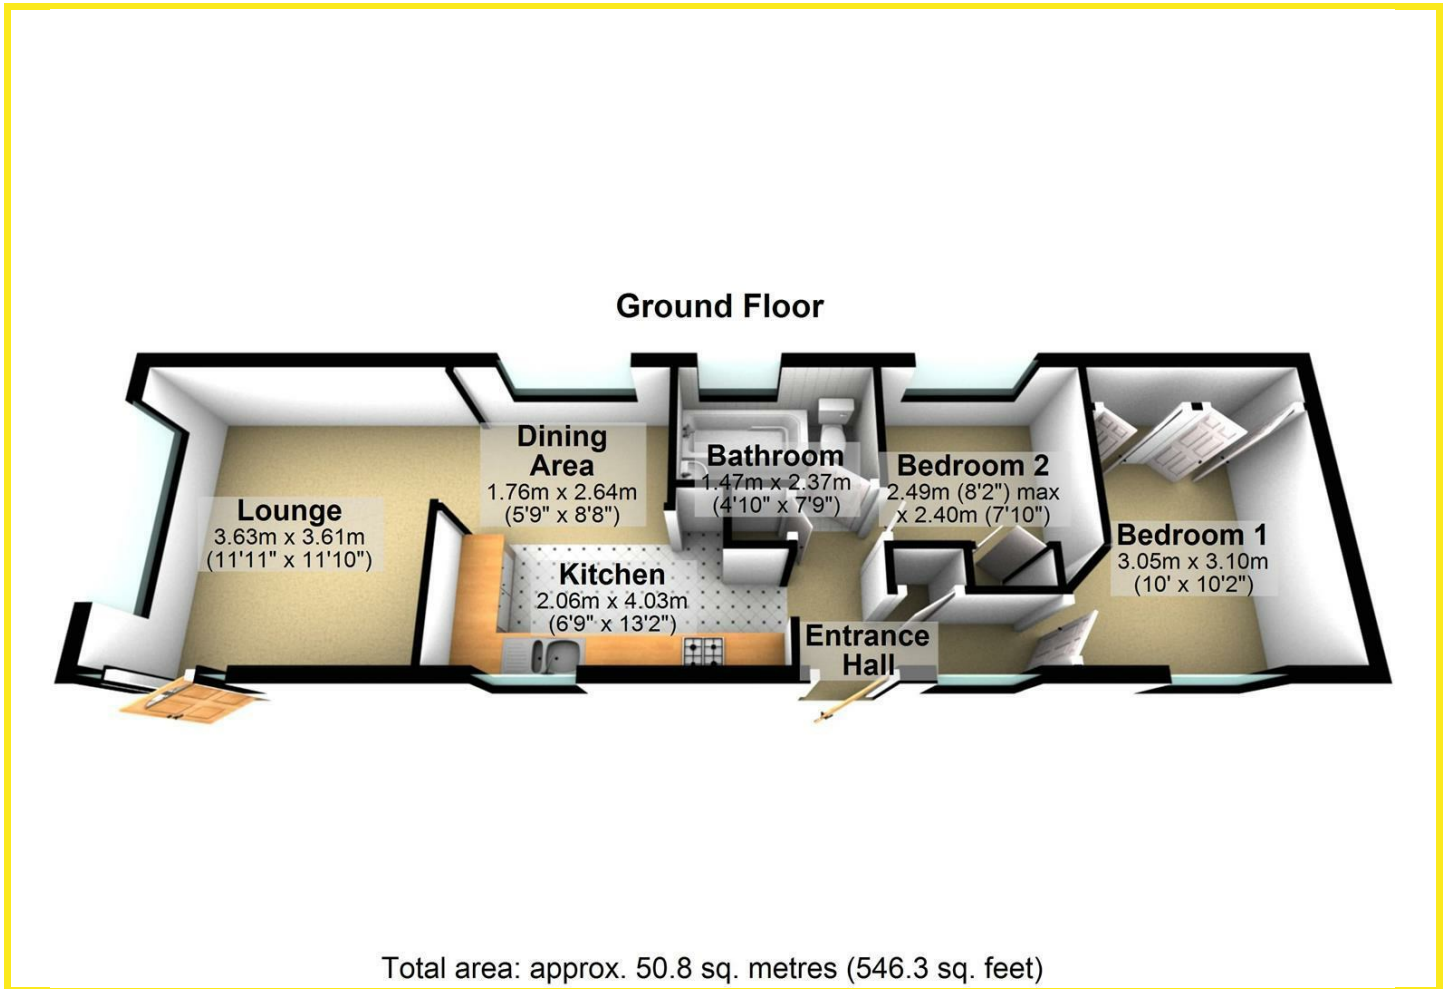 Ground Floor
Lounge
3.63m x 3.61m
(11'11" x 11'10")
Dining
Area
1.76m x 2.64m
(5'9" x 8'8")
Kitchen
2.06m x 4.03m
(6'9" x 13'2")
Bathroom
1.47m x 2.37m
(4'10" x 7'9")
Bedroom 2
2.49m (8'2") max
x 2.40m (7'10")
Entrance
Hall
Bedroom 1
3.05m x 3.10m
(10' x 10'2")
Total area: approx. 50.8 sq. metres (546.3 sq. feet)